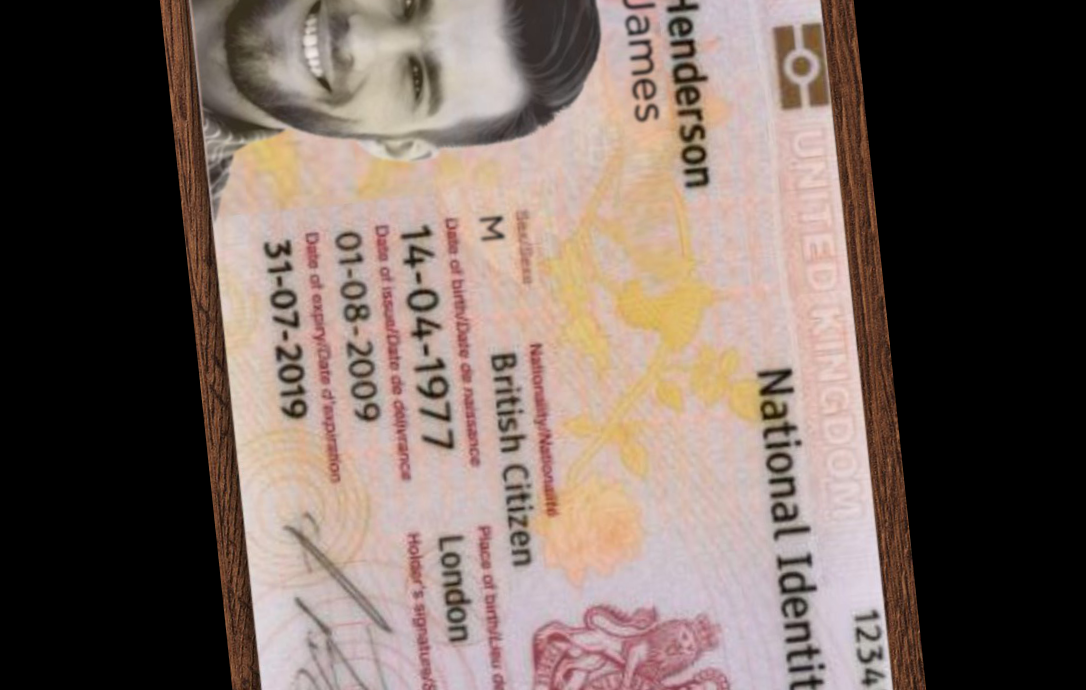 UNITED KINGDOM
1234
National Identit
Henderson
James
Sex/Sexe
Nationality/Nationalité
M
British Citizen
Date of birth/Date de naissance
Place of birth/Lieu de
14-04-1977
London
Date of issue/Date de délivrance
Holder's signature/S
01-08-2009
Date of expiry/Date d'expiration
31-07-2019